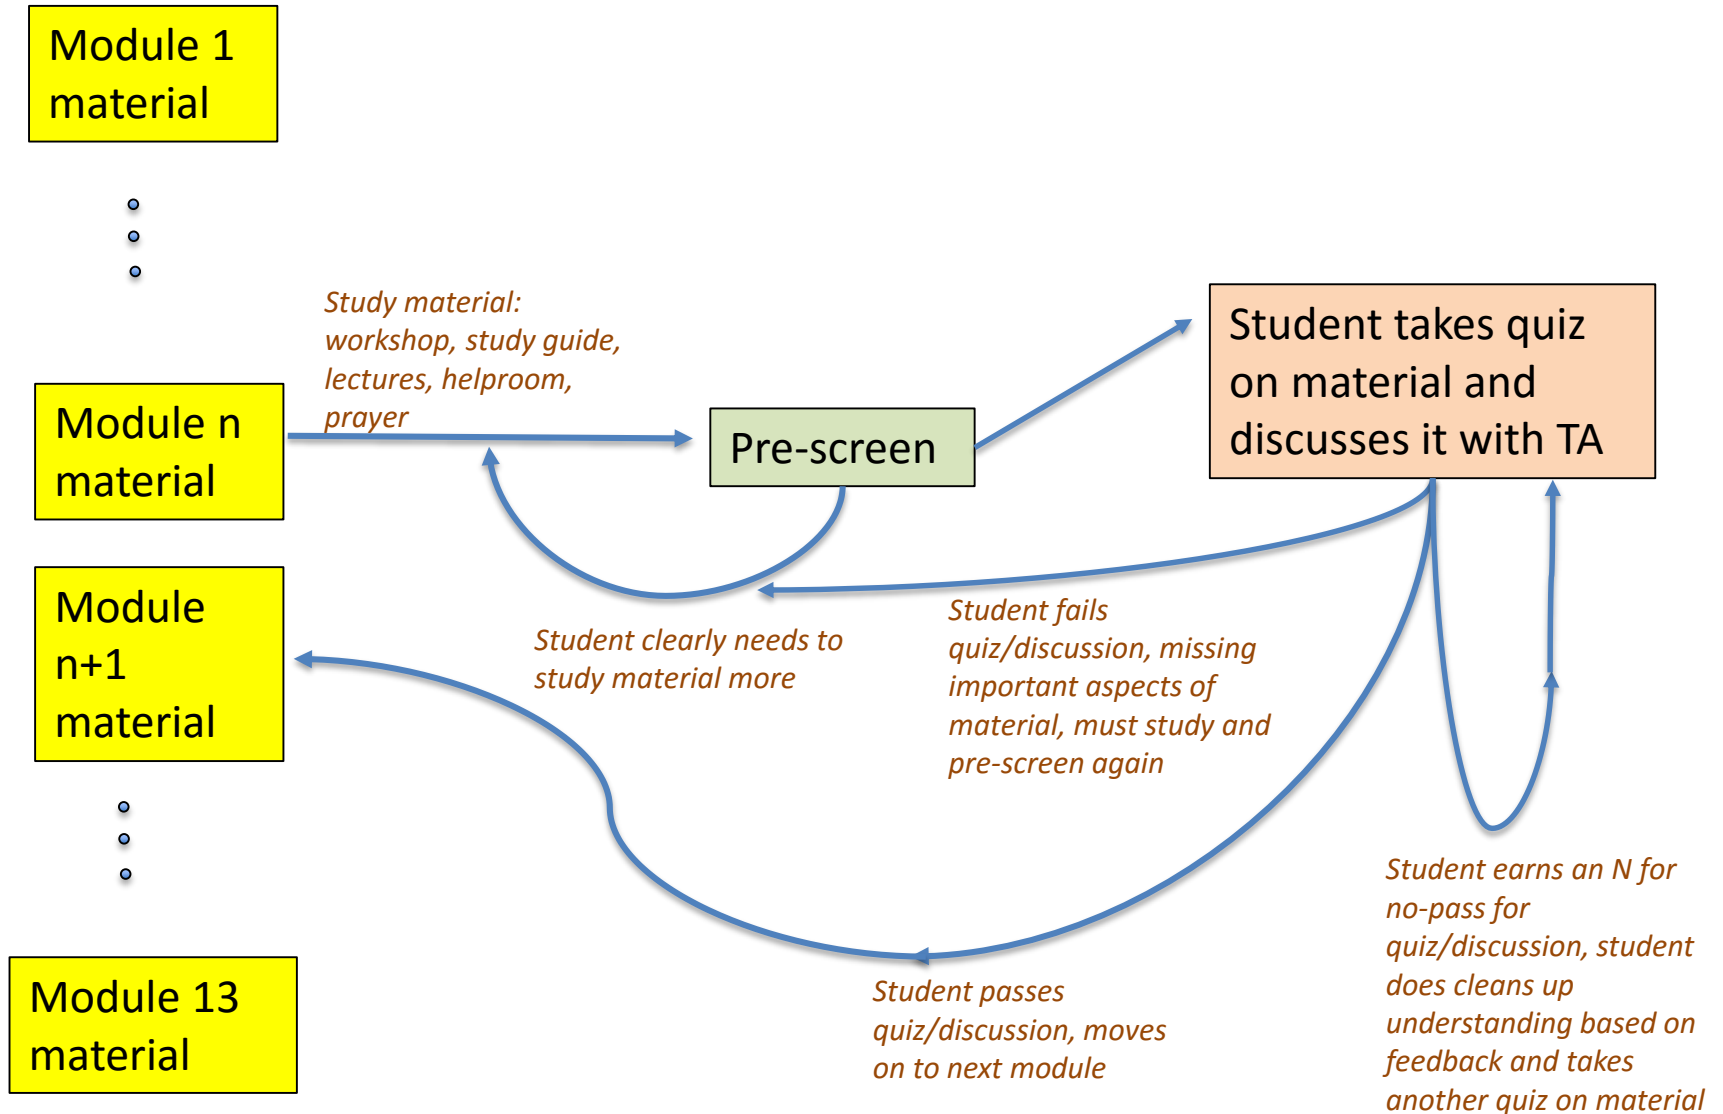 Module 1
material
Study material:
workshop, study guide,
lectures, helproom,
prayer
Module n
material
Pre-screen
Student takes quiz
on material and
discusses it with TA
Module
n+1
material
Student clearly needs to
study material more
Student fails
quiz/discussion, missing
important aspects of
material, must study and
pre-screen again
Student earns an N for
no-pass for
quiz/discussion, student
does cleans up
understanding based on
feedback and takes
another quiz on material
Student passes
quiz/discussion, moves
on to next module
Module 13
material